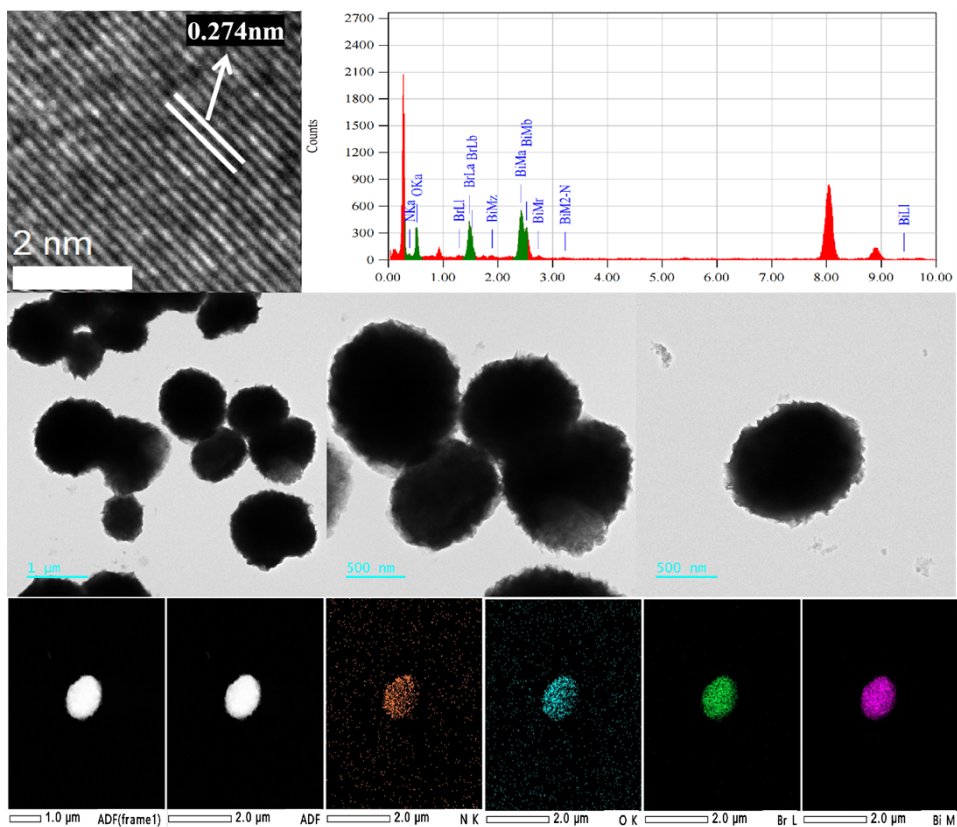 0.274nm
2 nm
Counts
2700
2400
2100
1800
1500
1200
900
600
300
0
0.00 1.00 2.00 3.00 4.00 5.00 6.00 7.00 8.00 9.00 10.00
NKa
OKa
BrLl
BrLa
BrLb
BiMz
BiMa
BiMb
BiMr
BiM2-N
BiLl
1 μm
500 nm
500 nm
1.0 μm ADF(frame1)
2.0 μm ADF
2.0 μm N K
2.0 μm O K
2.0 μm Br L
2.0 μm Bi M